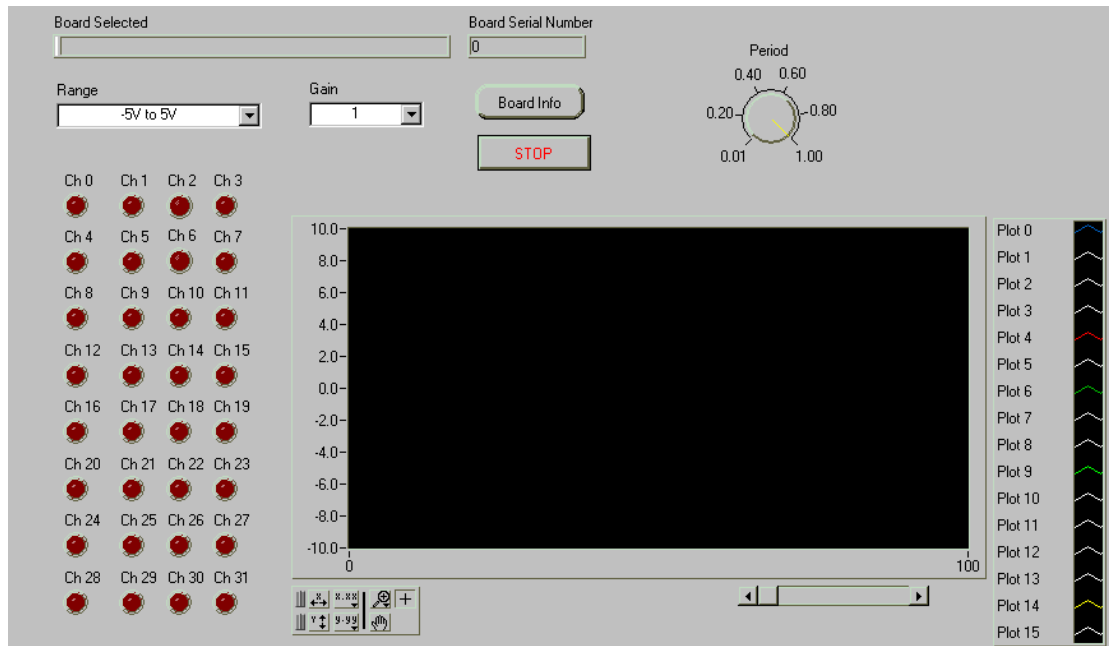 Board Selected
Board Serial Number
0
Period
0.40 0.60
0.20 0.80
0.01 1.00
Range
-5V to 5V
Gain
1
Board Info
STOP
Ch 0 Ch 1 Ch 2 Ch 3
Ch 4 Ch 5 Ch 6 Ch 7
Ch 8 Ch 9 Ch 10 Ch 11
Ch 12 Ch 13 Ch 14 Ch 15
Ch 16 Ch 17 Ch 18 Ch 19
Ch 20 Ch 21 Ch 22 Ch 23
Ch 24 Ch 25 Ch 26 Ch 27
Ch 28 Ch 29 Ch 30 Ch 31
10.0
8.0
6.0
4.0
2.0
0.0
-2.0
-4.0
-6.0
-8.0
-10.0
0 100
X X.XX
Y Y.YY
Plot 0
Plot 1
Plot 2
Plot 3
Plot 4
Plot 5
Plot 6
Plot 7
Plot 8
Plot 9
Plot 10
Plot 11
Plot 12
Plot 13
Plot 14
Plot 15